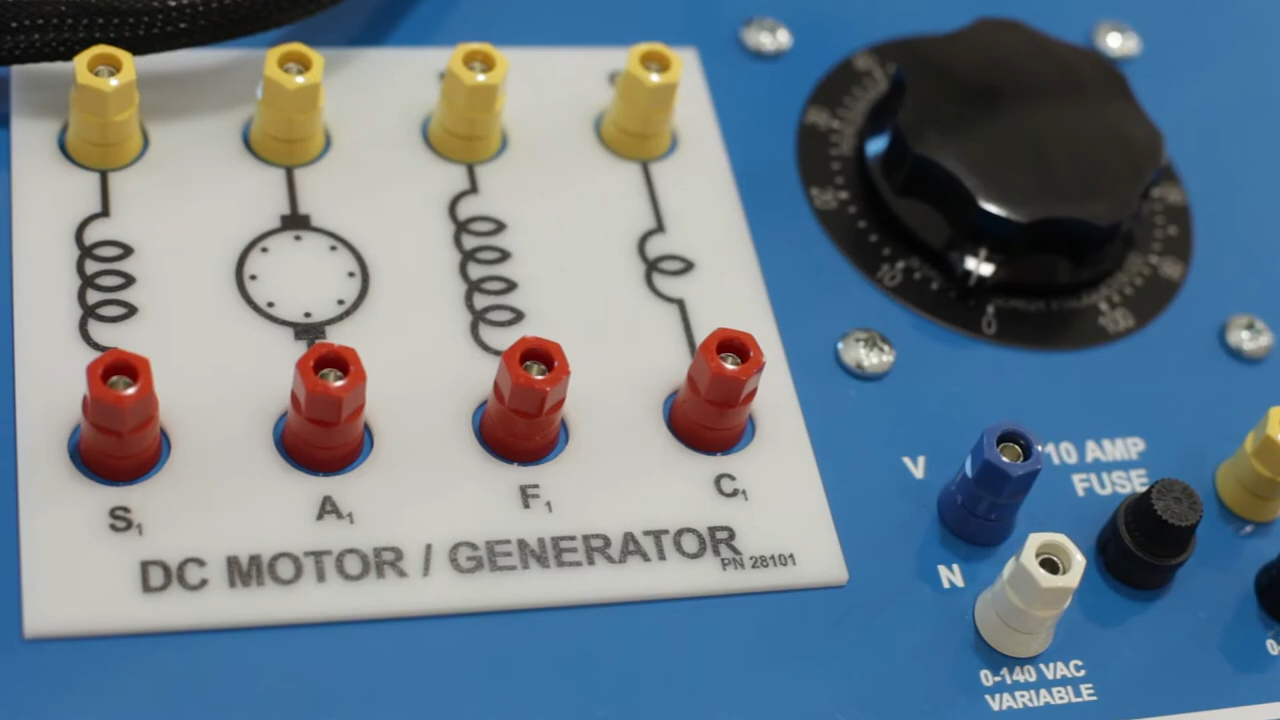 S₁
A₁
F₁
C₁
DC MOTOR / GENERATOR
PN 28101
20
10
0
100
V
10 AMP
FUSE
N
0-140 VAC
VARIABLE